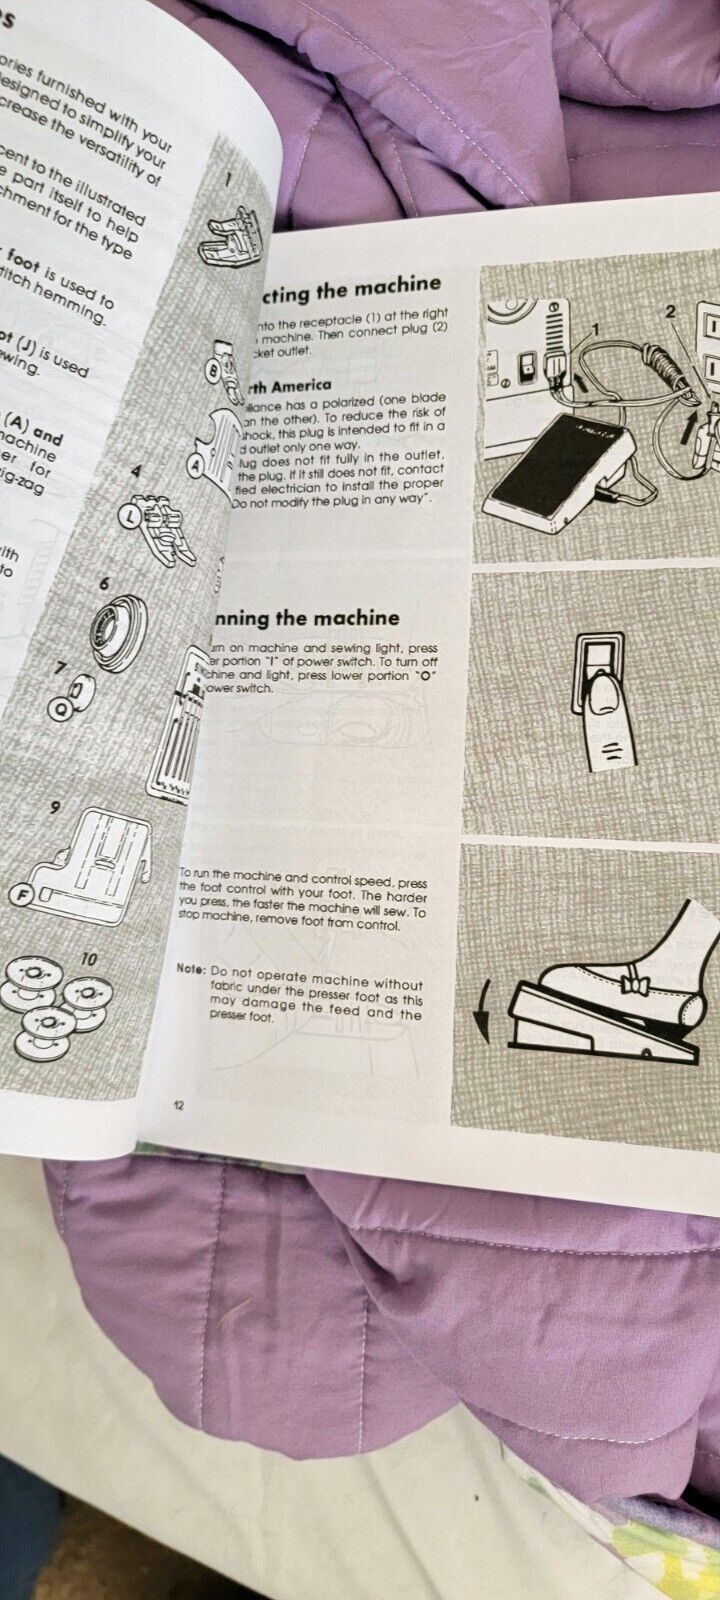 ories furnished with your
designed to simplify your
crease the versatility of
cent to the illustrated
part itself to help
chment for the type
foot is used to
titch hemming.
ot (J) is used
ewing.
(A) and
machine
er for
ig-zag
with
to
1
B
A
4
L
6
7
Q
9
F
10
cting the machine
nto the receptacle (1) at the right
machine. Then connect plug (2)
cket outlet.
rth America
liance has a polarized (one blade
an the other). To reduce the risk of
shock, this plug is intended to fit in a
d outlet only one way.
lug does not fit fully in the outlet,
the plug. If it still does not fit, contact
fied electrician to install the proper
Do not modify the plug in any way".
1
2
nning the machine
urn on machine and sewing light, press
er portion "I" of power switch. To turn off
chine and light, press lower portion "O"
ower switch.
To run the machine and control speed, press
the foot control with your foot. The harder
you press, the faster the machine will sew. To
stop machine, remove foot from control.
Note: Do not operate machine without
fabric under the presser foot as this
may damage the feed and the
presser foot.
12